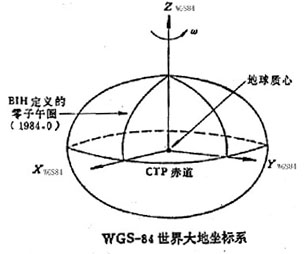 Z WGS84
ω
地球质心
BIH 定义的
零子午图
(1984.0)
X WGS84
Y WGS84
CTP 赤道
WGS-84 世界大地坐标系